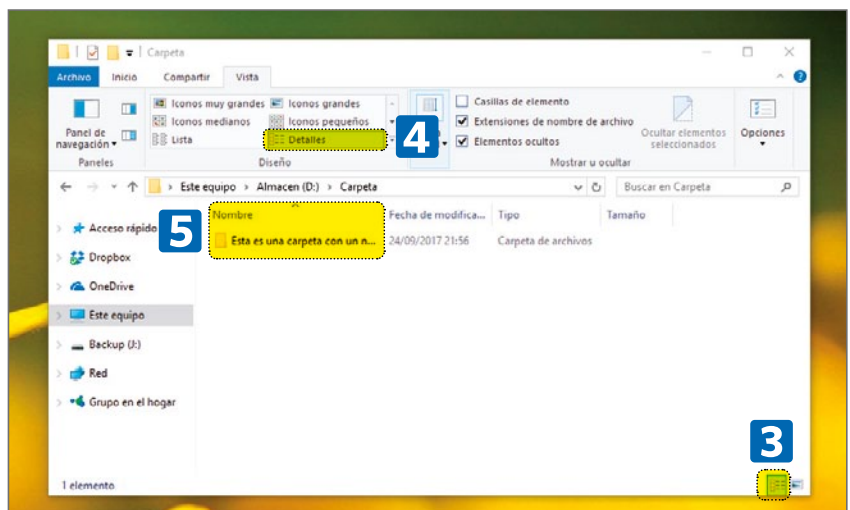 Carpeta
Archivo Inicio Compartir Vista
Iconos muy grandes Iconos grandes
Iconos medianos Iconos pequeños
Lista Detalles
Panel de
navegación
Casillas de elemento
Extensiones de nombre de archivo
Elementos ocultos
Ocultar elementos
seleccionados
Opciones
Paneles Diseño Mostrar u ocultar
4
Este equipo > Almacen (D:) > Carpeta Buscar en Carpeta
Nombre Fecha de modifica... Tipo Tamaño
5
Esta es una carpeta con un n... 24/09/2017 21:56 Carpeta de archivos
Acceso rápido
Dropbox
OneDrive
Este equipo
Backup (J:)
Red
Grupo en el hogar
3
1 elemento